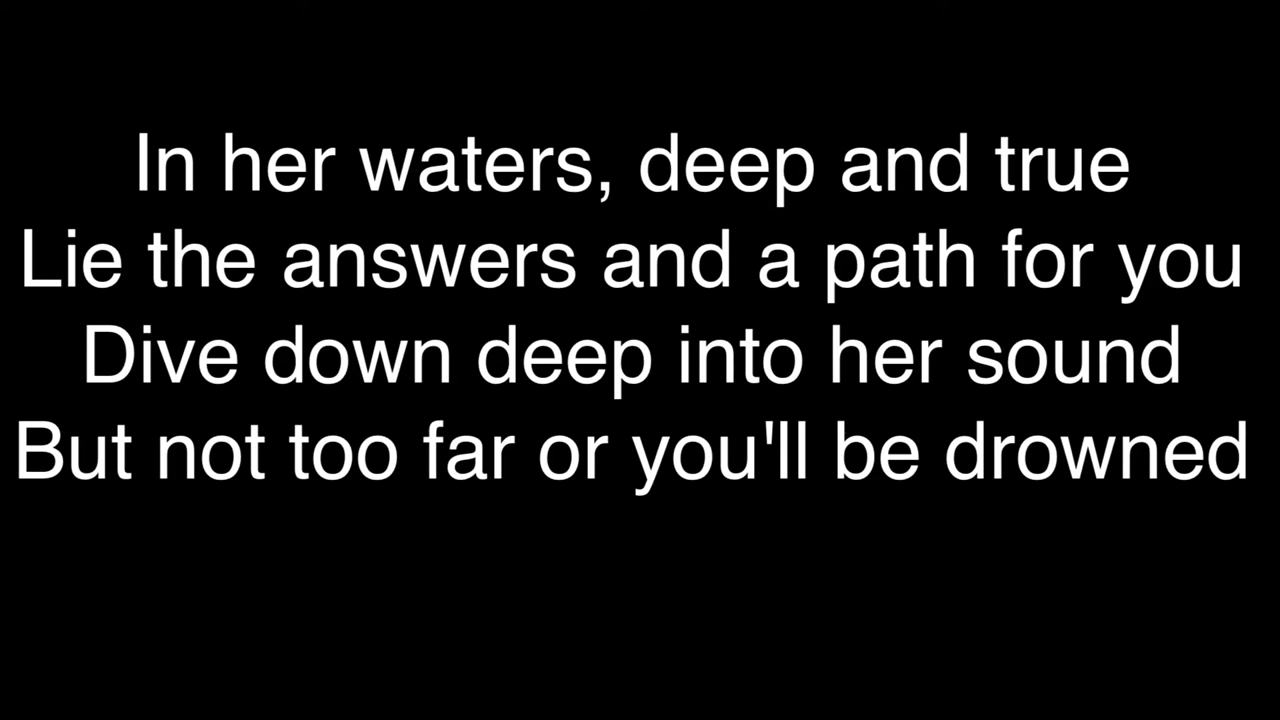 In her waters, deep and true
Lie the answers and a path for you
Dive down deep into her sound
But not too far or you'll be drowned